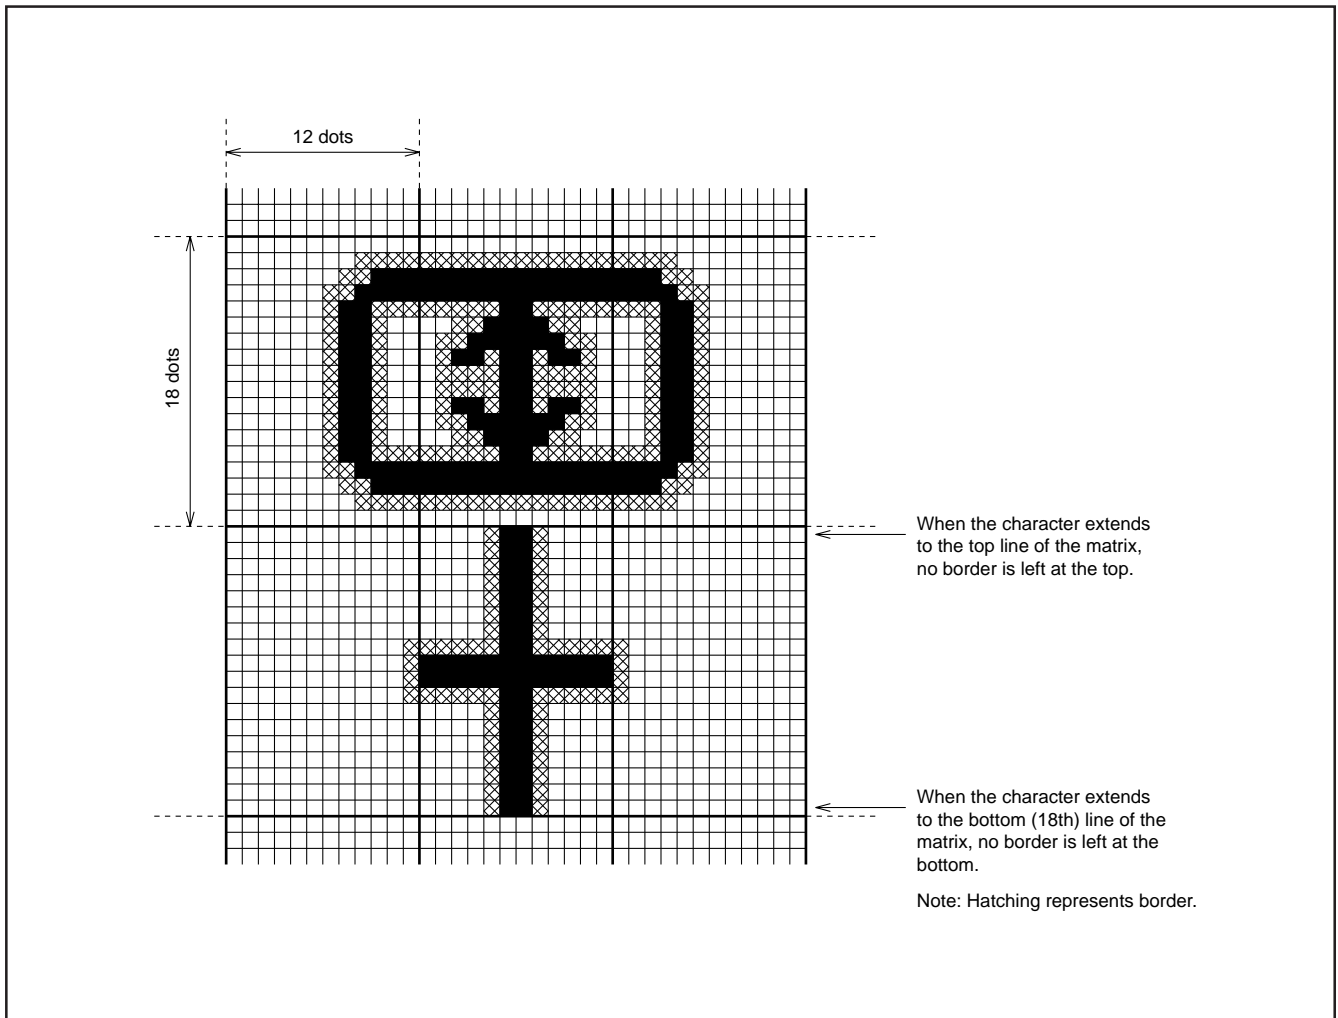 12 dots
18 dots
When the character extends
to the top line of the matrix,
no border is left at the top.
When the character extends
to the bottom (18th) line of the
matrix, no border is left at the
bottom.
Note: Hatching represents border.